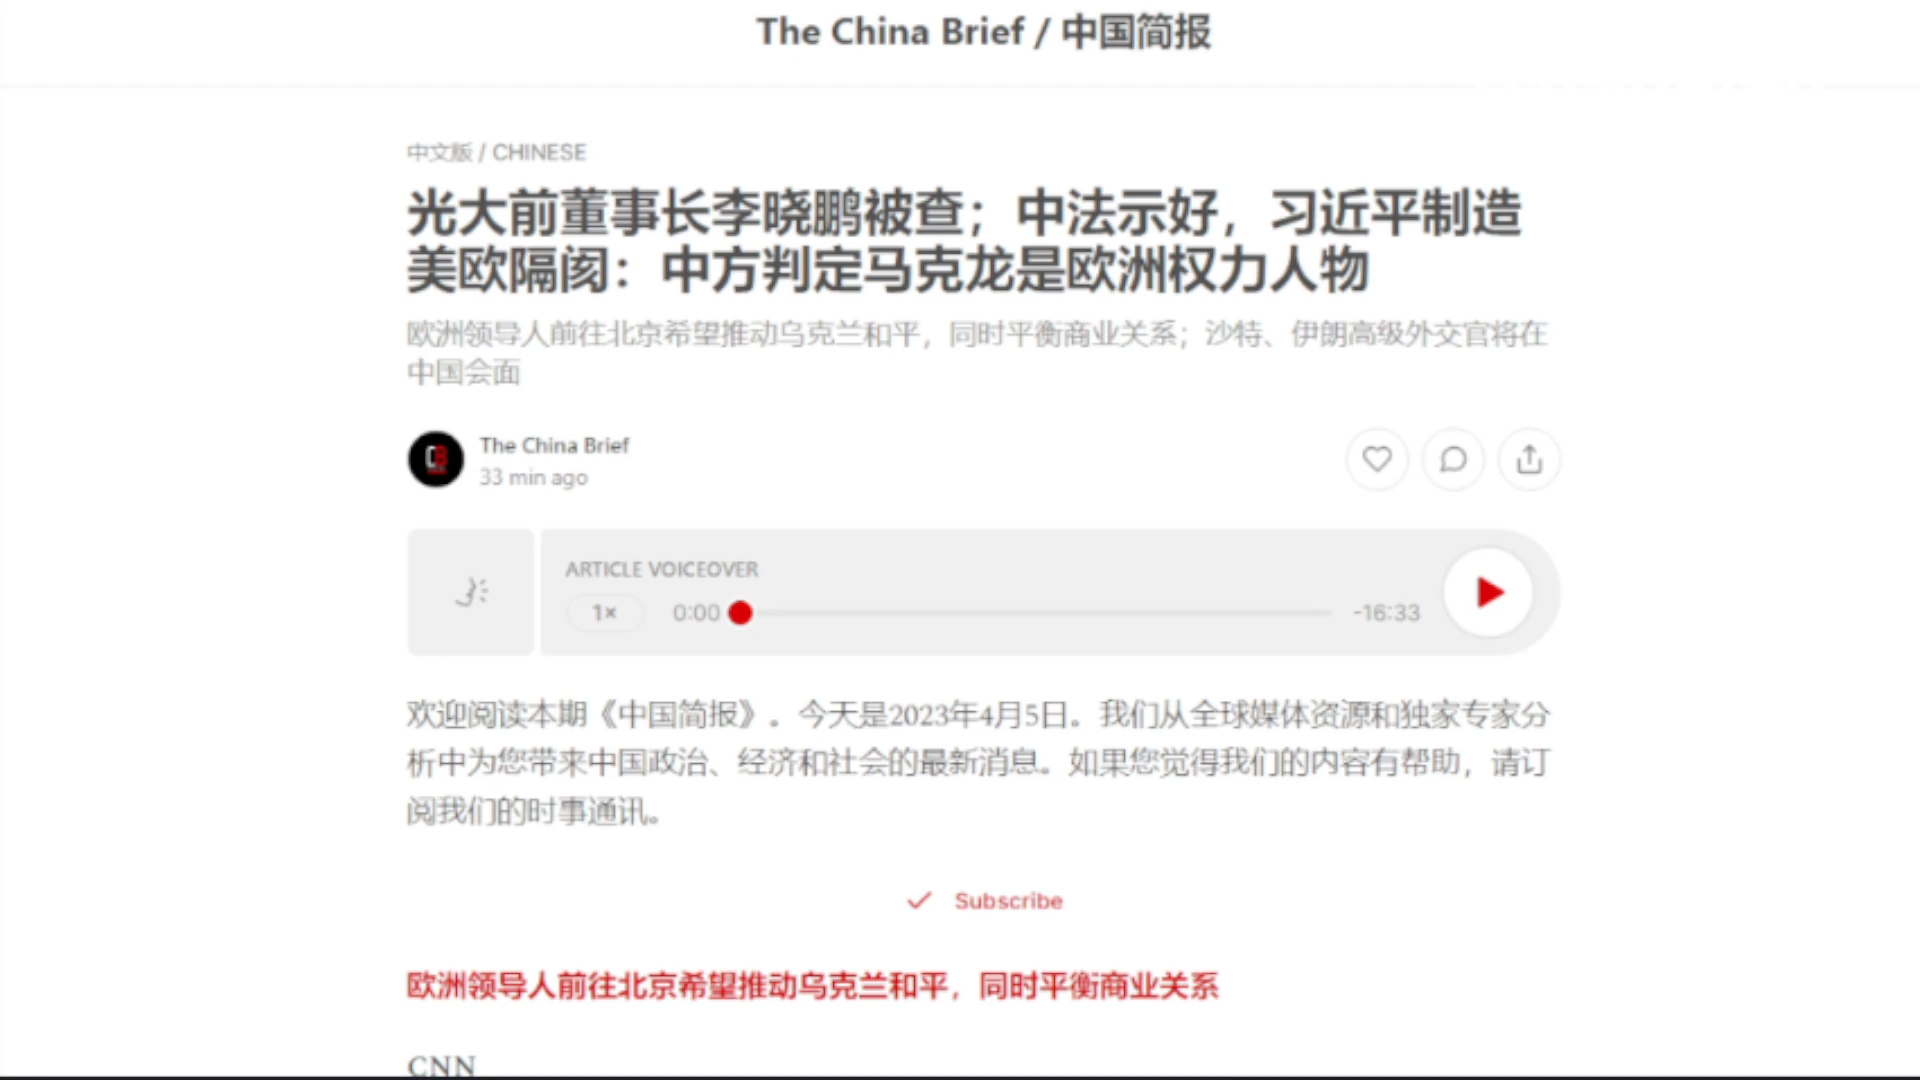 The China Brief / 中国简报
中文版 / CHINESE
光大前董事长李晓鹏被查；中法示好，习近平制造
美欧隔阂：中方判定马克龙是欧洲权力人物
欧洲领导人前往北京希望推动乌克兰和平，同时平衡商业关系；沙特、伊朗高级外交官将在
中国会面
The China Brief
33 min ago
ARTICLE VOICEOVER
1×
0:00
-16:33
欢迎阅读本期《中国简报》。今天是2023年4月5日。我们从全球媒体资源和独家专家分
析中为您带来中国政治、经济和社会的最新消息。如果您觉得我们的内容有帮助，请订
阅我们的时事通讯。
Subscribe
欧洲领导人前往北京希望推动乌克兰和平，同时平衡商业关系
CNN